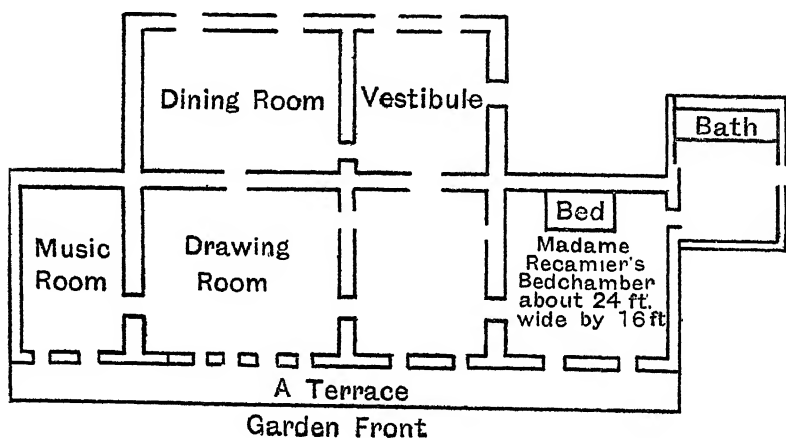 Dining Room
Vestibule
Bath
Music
Room
Drawing
Room
Bed
Madame
Recamier's
Bedchamber
about 24 ft.
wide by 16 ft
A Terrace
Garden Front